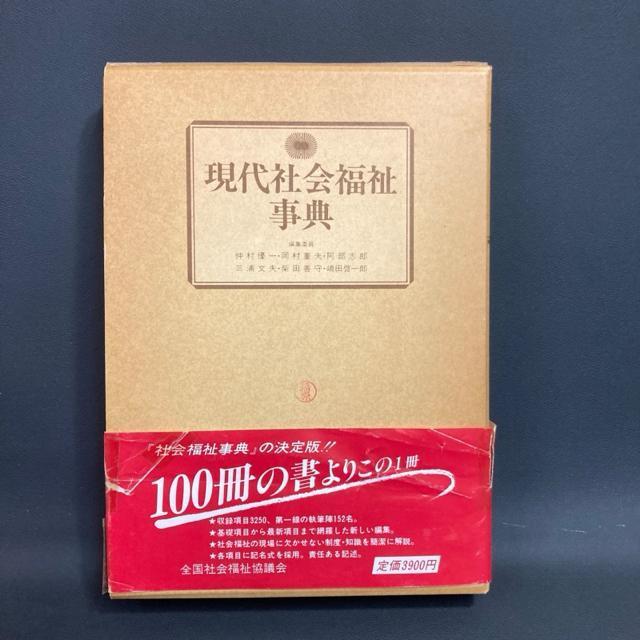 現代社会福祉
事典
編集委員
仲村優一・岡村重夫・阿部志郎
三浦文夫・柴田善守・嶋田啓一郎
『社会福祉事典』の決定版!!
100冊の書よりこの1冊
★収録項目3250、第一線の執筆陣152名。
★基礎項目から最新項目まで網羅した新しい編集。
★社会福祉の現場に欠かせない制度・知識を簡潔に解説。
★各項目に記名式を採用。責任ある記述。
全国社会福祉協議会
定価3900円